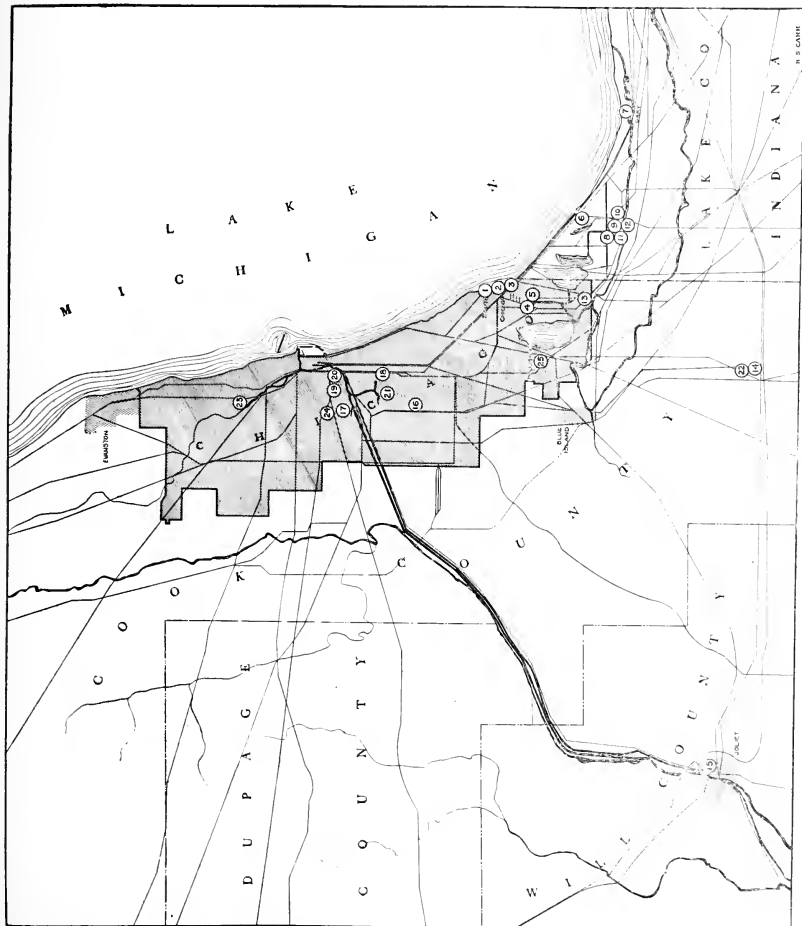 LAKE
MICHIGAN
EVANSTON
CHICAGO
COOK COUNTY
DUPAGE
COUNTY
WILL COUNTY
BLUE
ISLAND
JOLIET
LAKE CO
INDIANA
GARY
N S CARR
1
2
3
4
5
6
7
8
9
10
11
12
13
25
22
14
20
19
18
21
24
17
16
23
15